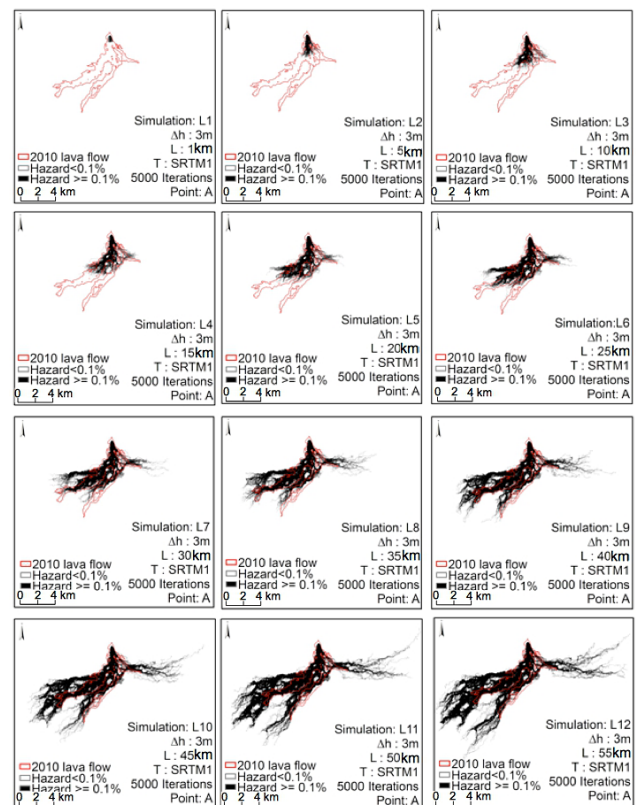 Simulation: L1
Δh : 3m
L : 1km
T : SRTM1
5000 Iterations
Point: A
2010 lava flow
Hazard<0.1%
Hazard >= 0.1%
0 2 4 km
Simulation: L2
Δh : 3m
L : 5km
T : SRTM1
5000 Iterations
Point: A
2010 lava flow
Hazard<0.1%
Hazard >= 0.1%
0 2 4 km
Simulation: L3
Δh : 3m
L : 10km
T : SRTM1
5000 Iterations
Point: A
2010 lava flow
Hazard<0.1%
Hazard >= 0.1%
0 2 4 km
Simulation: L4
Δh : 3m
L : 15km
T : SRTM1
5000 Iterations
Point: A
2010 lava flow
Hazard<0.1%
Hazard >= 0.1%
0 2 4 km
Simulation: L5
Δh : 3m
L : 20km
T : SRTM1
5000 Iterations
Point: A
2010 lava flow
Hazard<0.1%
Hazard >= 0.1%
0 2 4 km
Simulation:L6
Δh : 3m
L : 25km
T : SRTM1
5000 Iterations
Point: A
2010 lava flow
Hazard<0.1%
Hazard >= 0.1%
0 2 4 km
Simulation: L7
Δh : 3m
L : 30km
T : SRTM1
5000 Iterations
Point: A
2010 lava flow
Hazard<0.1%
Hazard >= 0.1%
0 2 4 km
Simulation: L8
Δh : 3m
L : 35km
T : SRTM1
5000 Iterations
Point: A
2010 lava flow
Hazard<0.1%
Hazard >= 0.1%
0 2 4 km
Simulation: L9
Δh : 3m
L : 40km
T : SRTM1
5000 Iterations
Point: A
2010 lava flow
Hazard<0.1%
Hazard >= 0.1%
0 2 4 km
Simulation: L10
Δh : 3m
L : 45km
T : SRTM1
5000 Iterations
Point: A
2010 lava flow
Hazard<0.1%
Hazard >= 0.1%
0 2 4 km
Simulation: L11
Δh : 3m
L : 50km
T : SRTM1
5000 Iterations
Point: A
2010 lava flow
Hazard<0.1%
Hazard >= 0.1%
0 2 4 km
Simulation: L12
Δh : 3m
L : 55km
T : SRTM1
5000 Iterations
Point: A
2010 lava flow
Hazard<0.1%
Hazard >= 0.1%
0 2 4 km